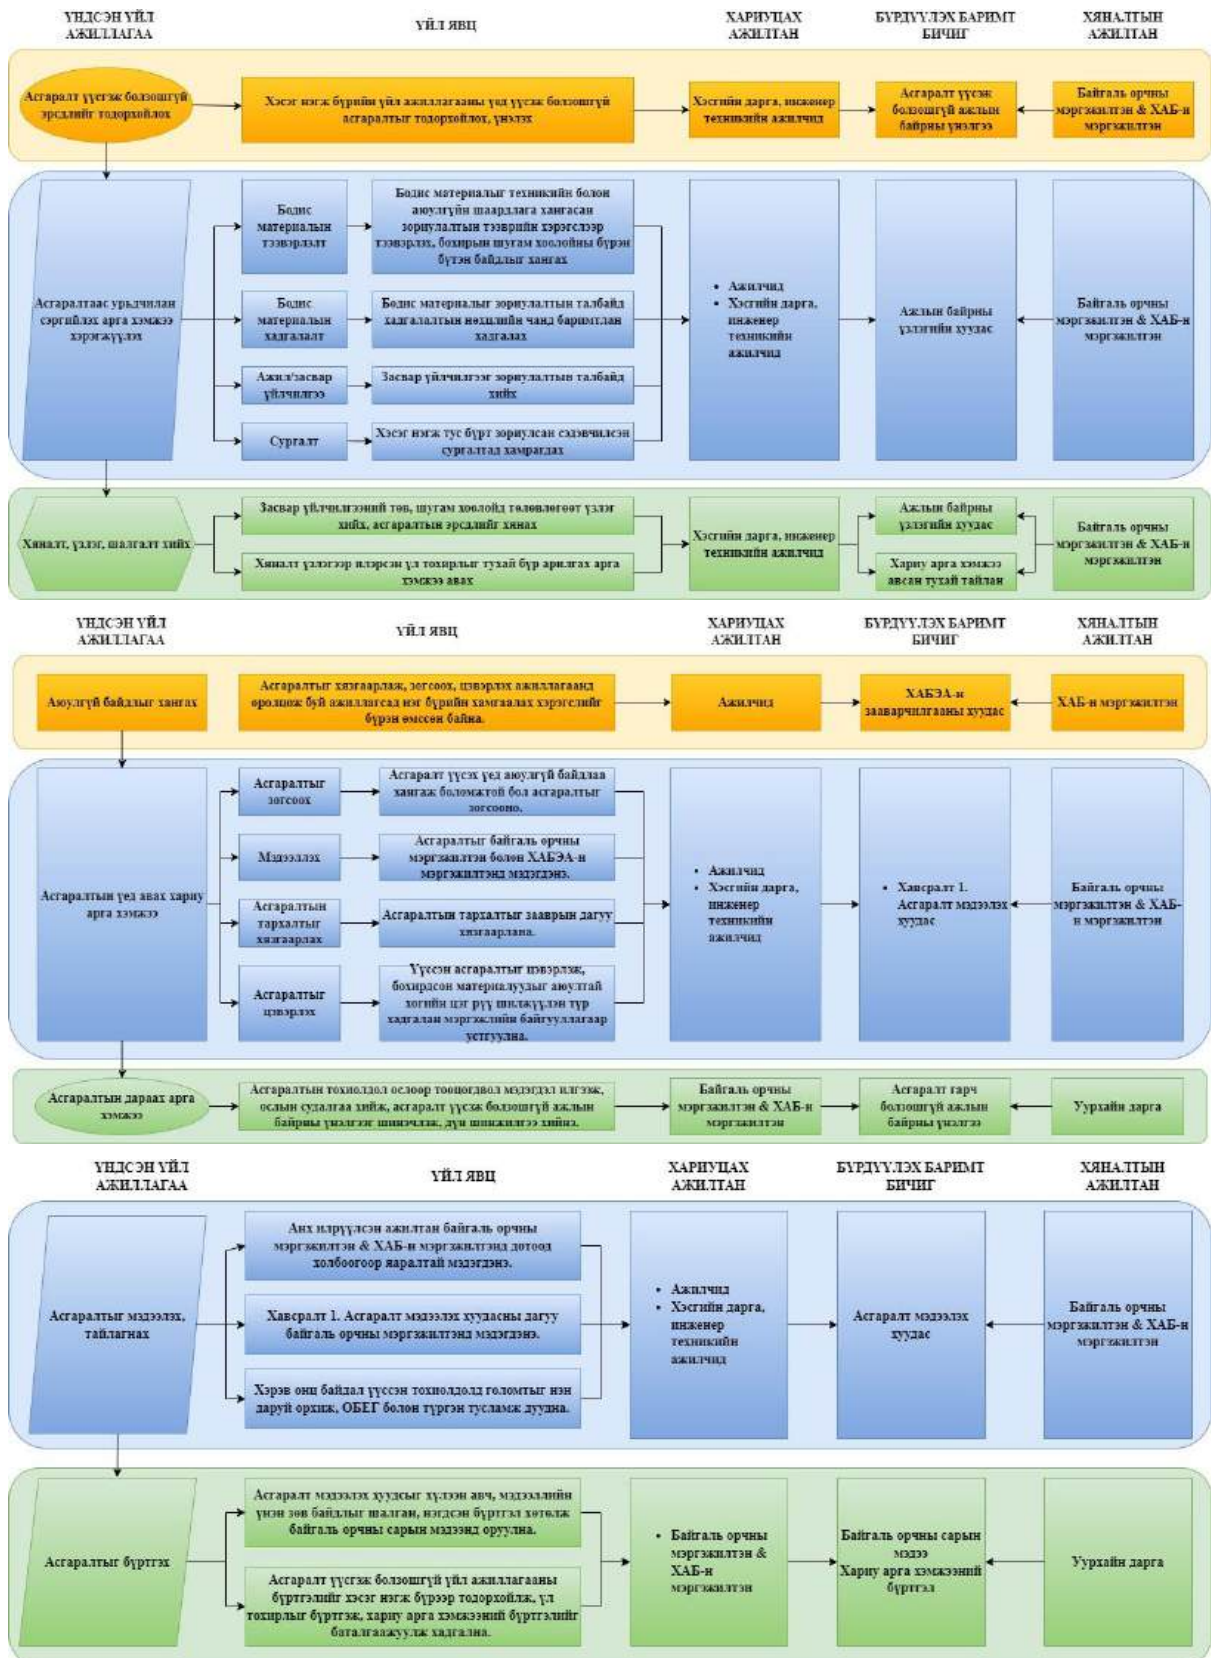 ҮНДСЭН ҮЙЛ
АЖИЛЛАГАА
ҮЙЛ ЯВЦ
ХАРИУЦАХ
АЖИЛТАН
БҮРДҮҮЛЭХ БАРИМТ
БИЧИГ
ХЯНАЛТЫН
АЖИЛТАН
Асгаралт үүсгэж болзошгүй
эрсдлийг тодорхойлох
Хэсэг нэгж бүрийн үйл ажиллагааны үед үүсэж болзошгүй
асгаралтыг тодорхойлох, үнэлэх
Хэсгийн дарга, инженер
техникийн ажилчид
Асгаралт үүсэж
болзошгүй ажлын
байрны үнэлгээ
Байгаль орчны
мэргэжилтэн & ХАБ-н
мэргэжилтэн
Асгаралтаас урьдчилан
сэргийлэх арга хэмжээ
хэрэгжүүлэх
Бодис
материалын
тээвэрлэлт
Бодис материалыг техникийн болон
аюулгүйн шаардлага хангасан
зориулалтын тээврийн хэрэгслээр
тээвэрлэх, бохирын шугам хоолойны бүрэн
бүтэн байдлыг хангах
Бодис
материалын
хадгалалт
Бодис материалыг зориулалтын талбайд
хадгалалтын нөхцлийн чанд баримтлан
хадгалах
Ажил/засвар
үйлчилгээ
Засвар үйлчилгээг зориулалтын талбайд
хийх
Сургалт
Хэсэг нэгж тус бүрт зориулсан сэдэвчилсэн
сургалтад хамрагдах
• Ажилчид
• Хэсгийн дарга,
инженер
техникийн
ажилчид
Ажлын байрны
үзлэгийн хуудас
Байгаль орчны
мэргэжилтэн & ХАБ-н
мэргэжилтэн
Хяналт, үзлэг, шалгалт хийх
Засвар үйлчилгээний төв, шугам хоолойд төлөвлөгөөт үзлэг
хийх, асгаралтын эрсдлийг хянах
Хяналт үзлэгээр илэрсэн үл тохирлыг тухай бүр арилгах арга
хэмжээ авах
Хэсгийн дарга, инженер
техникийн ажилчид
Ажлын байрны
үзлэгийн хуудас
Хариу арга хэмжээ
авсан тухай тайлан
Байгаль орчны
мэргэжилтэн & ХАБ-н
мэргэжилтэн
ҮНДСЭН ҮЙЛ
АЖИЛЛАГАА
ҮЙЛ ЯВЦ
ХАРИУЦАХ
АЖИЛТАН
БҮРДҮҮЛЭХ БАРИМТ
БИЧИГ
ХЯНАЛТЫН
АЖИЛТАН
Аюулгүй байдлыг хангах
Асгаралтыг хязгаарлаж, зогсоох, цэвэрлэх ажиллагаанд
оролцож буй ажиллагсад нэг бүрийн хамгаалах хэрэгслийг
бүрэн өмссөн байна.
Ажилчид
ХАБЭА-н
зааварчилгааны хуудас
ХАБ-н мэргэжилтэн
Асгаралтын үед авах хариу
арга хэмжээ
Асгаралтыг
зогсоох
Асгаралт үүсэх үед аюулгүй байдлаа
хангаж боломжтой бол асгаралтыг
зогсооно.
Мэдээллэх
Асгаралтыг байгаль орчны
мэргэжилтэн болон ХАБЭА-н
мэргэжилтэнд мэдэгдэнэ.
Асгаралтын
тархалтыг
хязгаарлах
Асгаралтын тархалтыг зааврын дагуу
хязгаарлана.
Асгаралтыг
цэвэрлэх
Үүссэн асгаралтыг цэвэрлэж,
бохирдсон материалуудыг аюултай
хогийн цэг рүү шилжүүлэн түр
хадгалан мэргэжлийн байгууллагаар
устгуулна.
• Ажилчид
• Хэсгийн дарга,
инженер
техникийн
ажилчид
• Хавсралт 1.
Асгаралт мэдээлэх
хуудас
Байгаль орчны
мэргэжилтэн & ХАБ-
н мэргэжилтэн
Асгаралтын дараах арга
хэмжээ
Асгаралтын тохиолдол ослоор тооцогдвол мэдэгдэл илгээж,
ослын судалгаа хийж, асгаралт үүсэж болзошгүй ажлын
байрны үнэлгээг шинэчлэж, дүн шинжилгээ хийнэ.
Байгаль орчны
мэргэжилтэн & ХАБ-н
мэргэжилтэн
Асгаралт гарч
болзошгүй ажлын
байрны үнэлгээ
Уурхайн дарга
ҮНДСЭН ҮЙЛ
АЖИЛЛАГАА
ҮЙЛ ЯВЦ
ХАРИУЦАХ
АЖИЛТАН
БҮРДҮҮЛЭХ БАРИМТ
БИЧИГ
ХЯНАЛТЫН
АЖИЛТАН
Асгаралтыг мэдээлэх,
тайлагнах
Анх илрүүлсэн ажилтан байгаль орчны
мэргэжилтэн & ХАБ-н мэргэжилтэнд дотоод
холбоогоор яаралтай мэдэгдэнэ.
Хавсралт 1. Асгаралт мэдээлэх хуудасны дагуу
байгаль орчны мэргэжилтэнд мэдэгдэнэ.
Хэрэв онц байдал үүссэн тохиолдолд голомтыг нэн
даруй орхиж, ОБЕГ болон түргэн тусламж дуудна.
• Ажилчид
• Хэсгийн дарга,
инженер
техникийн
ажилчид
Асгаралт мэдээлэх
хуудас
Байгаль орчны
мэргэжилтэн & ХАБ-н
мэргэжилтэн
Асгаралтыг бүртгэх
Асгаралт мэдээлэх хуудсыг хүлээн авч, мэдээллийн
үнэн зөв байдлыг шалган, нэгдсэн бүртгэл хөтөлж
байгаль орчны сарын мэдээнд оруулна.
Асгаралт үүсгэж болзошгүй үйл ажиллагааны
бүртгэлийг хэсэг нэгж бүрээр тодорхойлж, үл
тохирлыг бүртгэж, хариу арга хэмжээний бүртгэлийг
баталгаажуулж хадгална.
• Байгаль орчны
мэргэжилтэн &
ХАБ-н
мэргэжилтэн
Байгаль орчны сарын
мэдээ
Хариу арга хэмжээний
бүртгэл
Уурхайн дарга